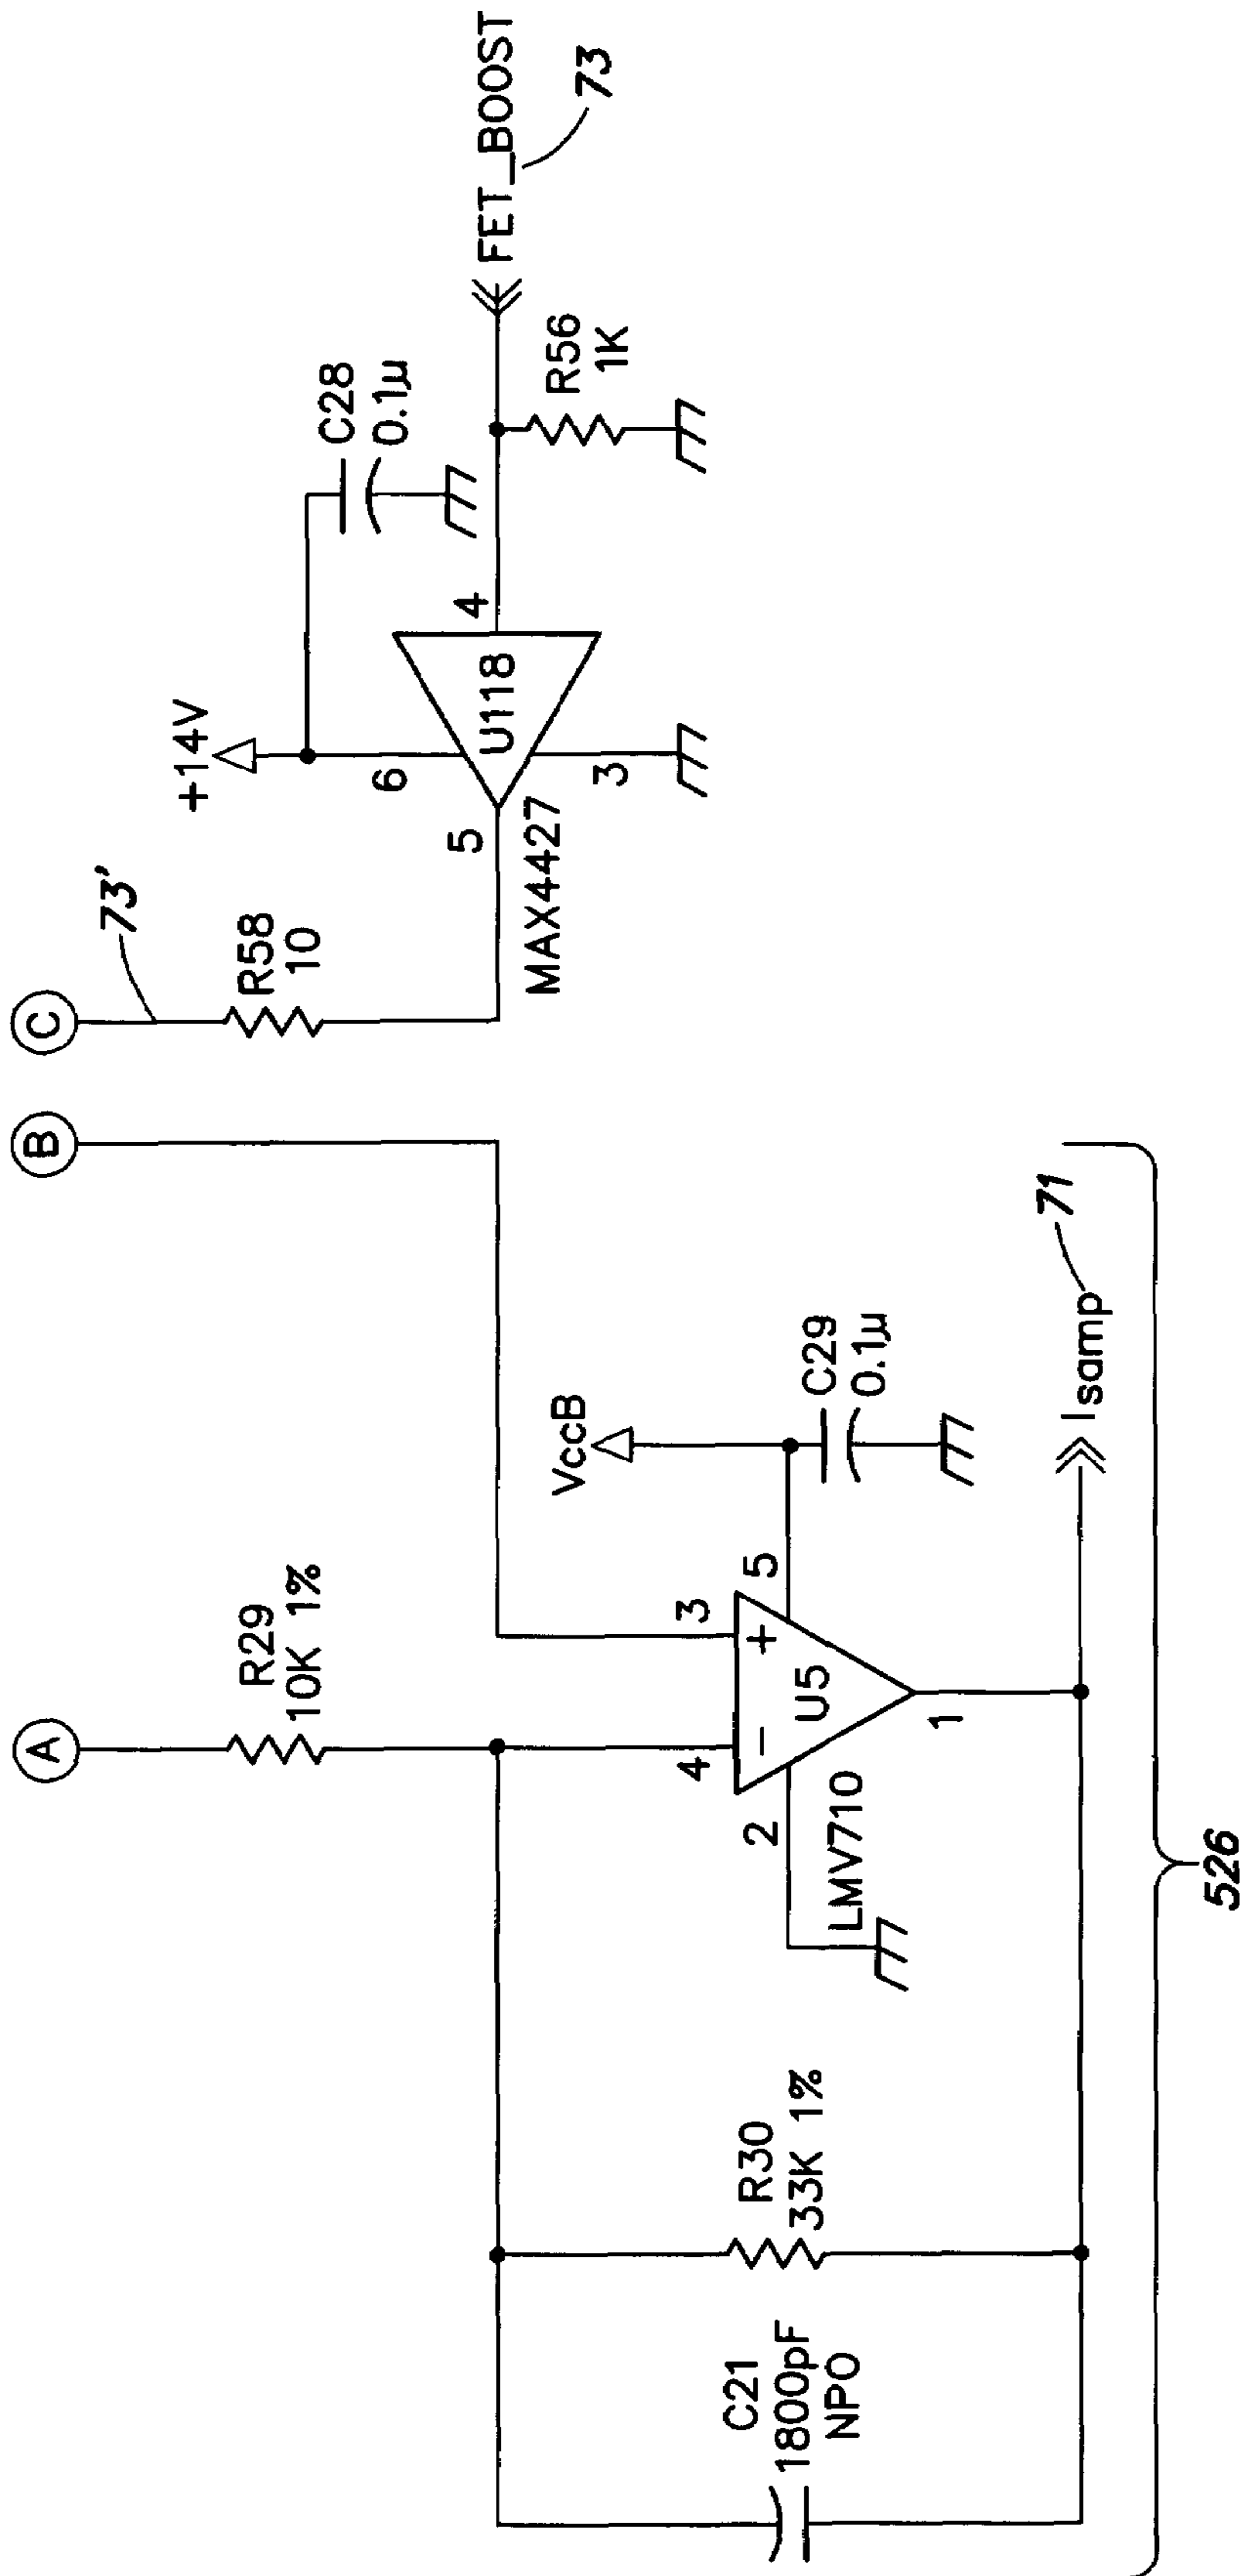 A
B
C
73'
R29
10K 1%
R58
10
+14V
C28
0.1µ
6
5
4
3
U118
MAX4427
FET_BOOST
73
R56
1K
C21
1800pF
NPO
R30
33K 1%
4
3
−
+
U5
2
5
1
LMV710
VccB
C29
0.1µ
Isamp
71
526